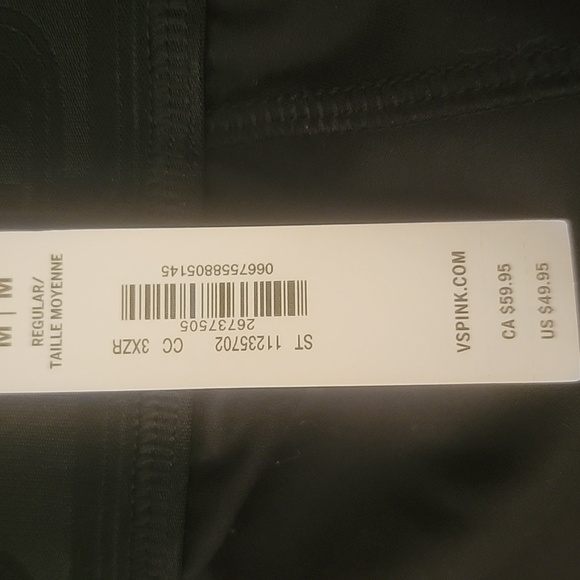 M | M
REGULAR/
TAILLE MOYENNE
ST 11235702 CC 3XZR
26737505
0667558805145
VSPINK.COM
CA $59.95
US $49.95